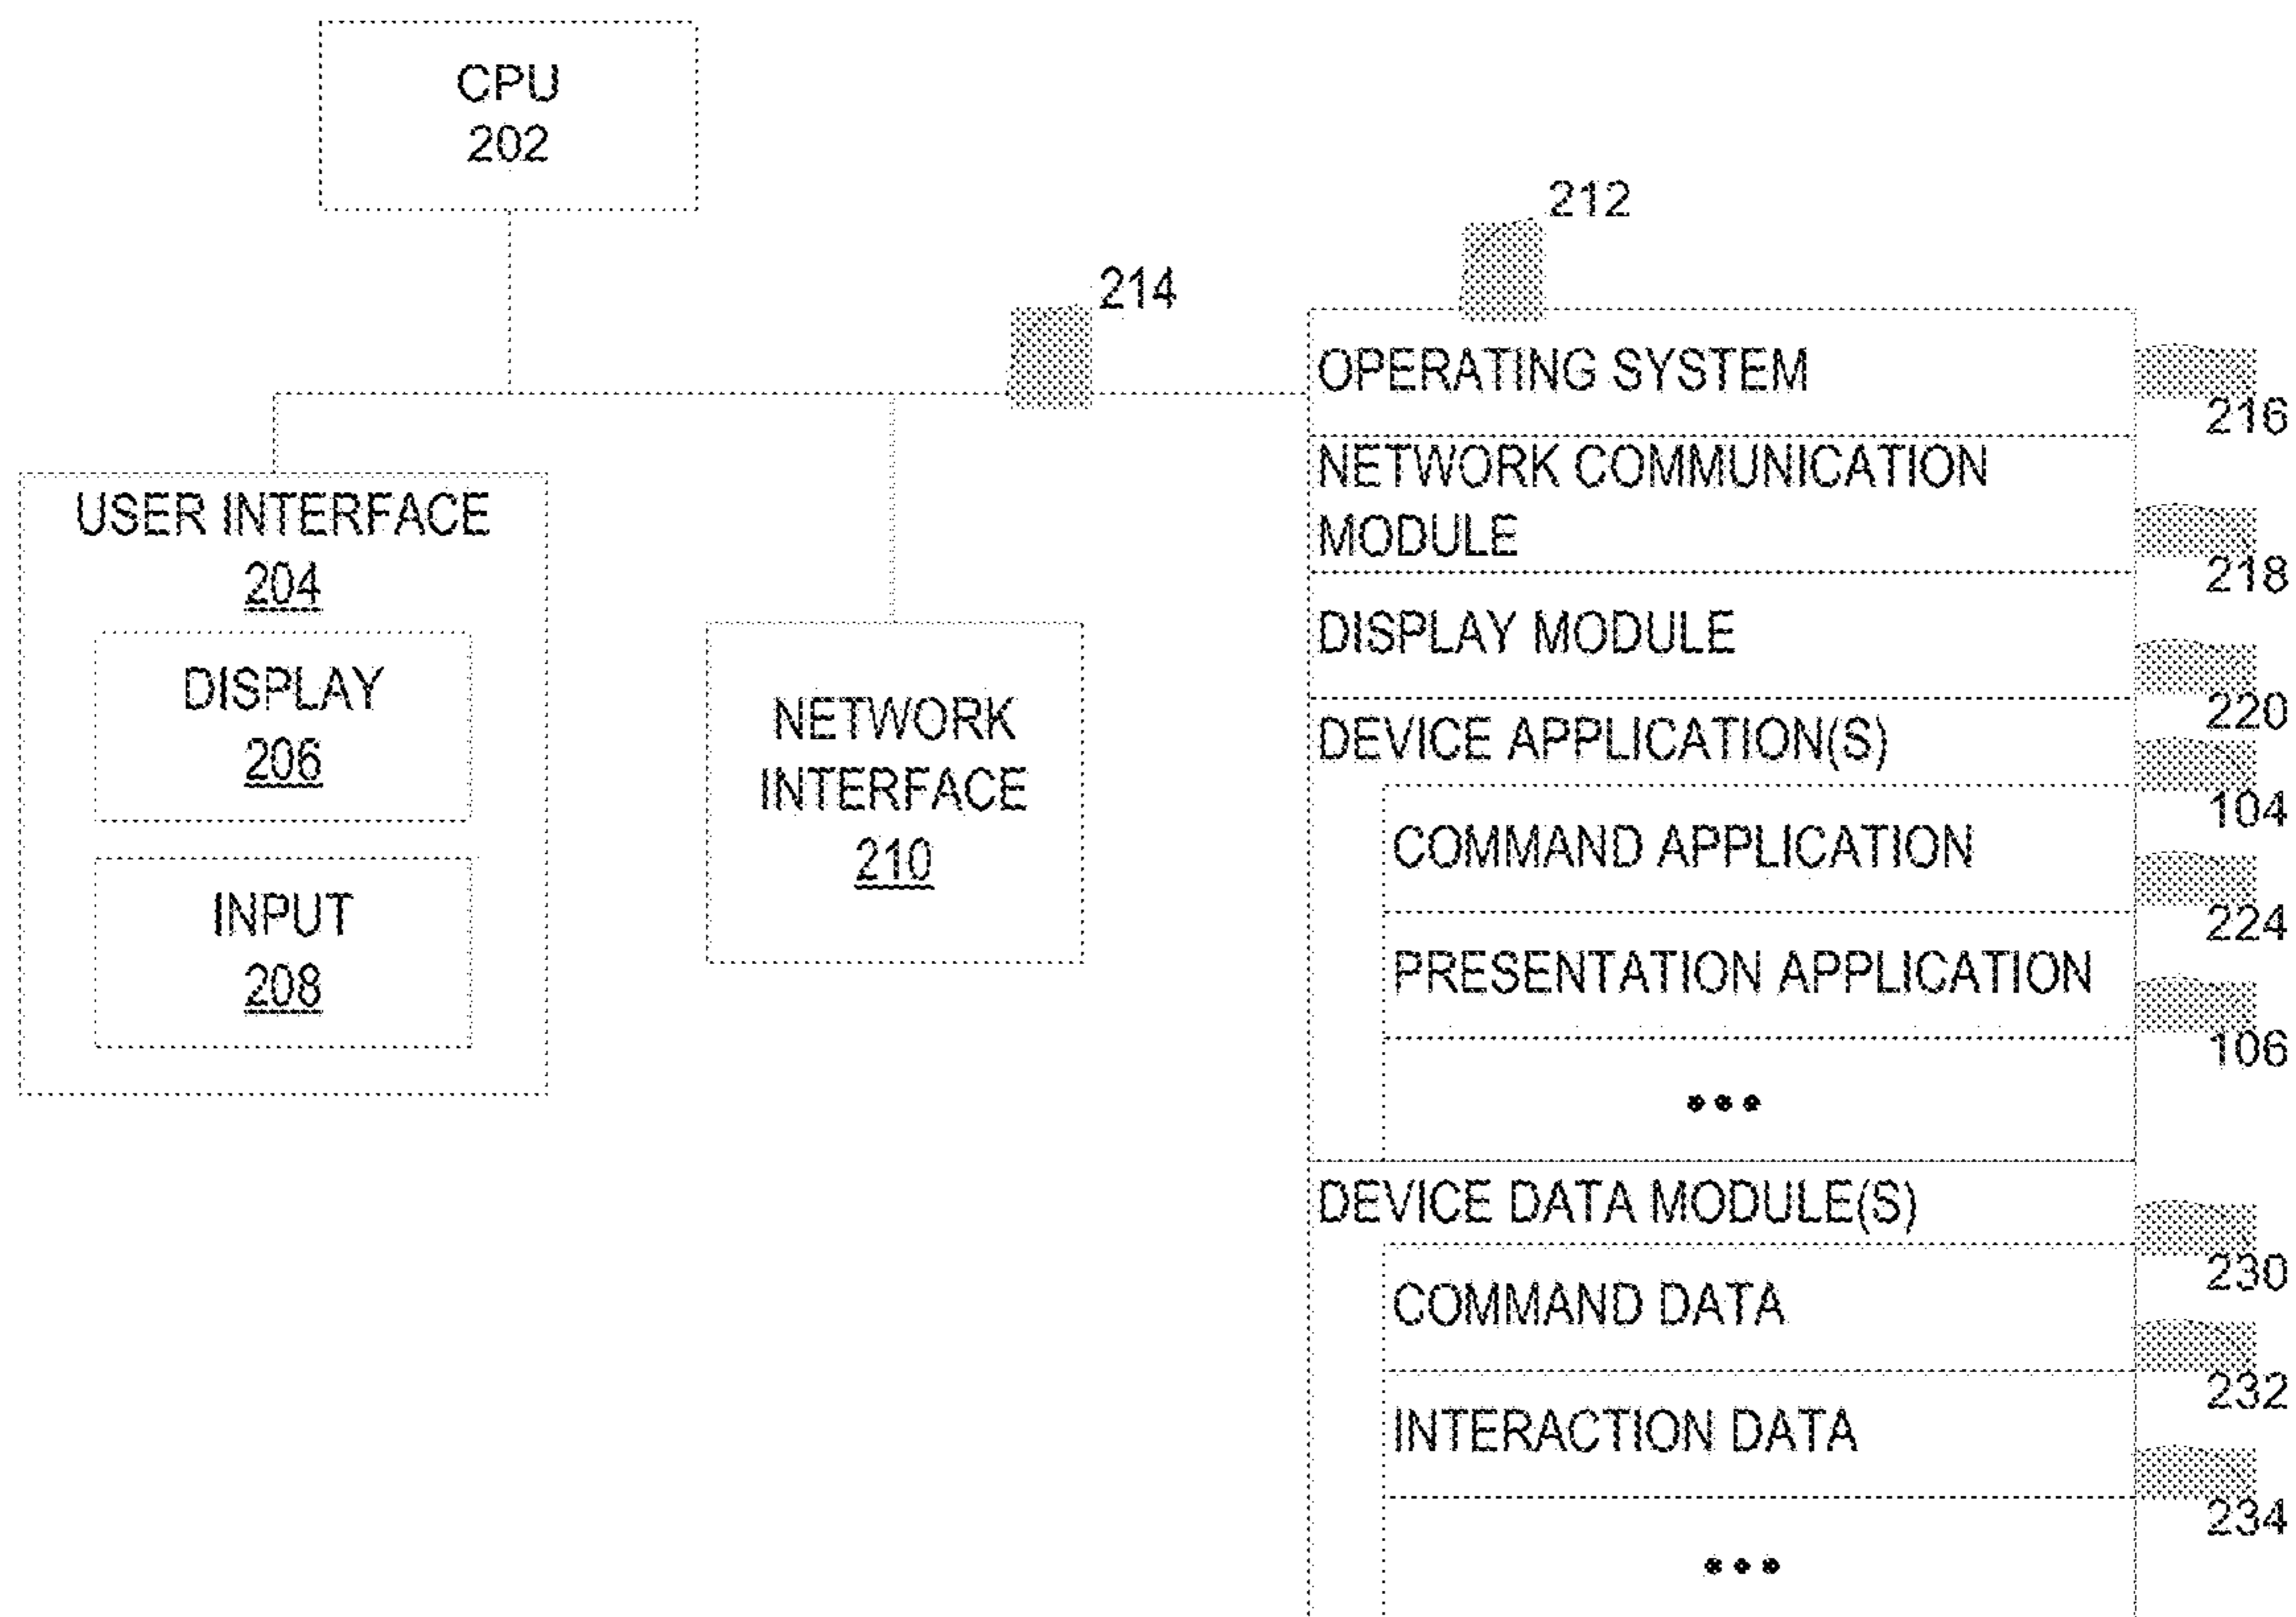 CPU
202
212
214
USER INTERFACE
204
DISPLAY
206
INPUT
208
NETWORK
INTERFACE
210
OPERATING SYSTEM
216
NETWORK COMMUNICATION
MODULE
218
DISPLAY MODULE
220
DEVICE APPLICATION(S)
104
COMMAND APPLICATION
224
PRESENTATION APPLICATION
106
•••
DEVICE DATA MODULE(S)
230
COMMAND DATA
232
INTERACTION DATA
234
•••